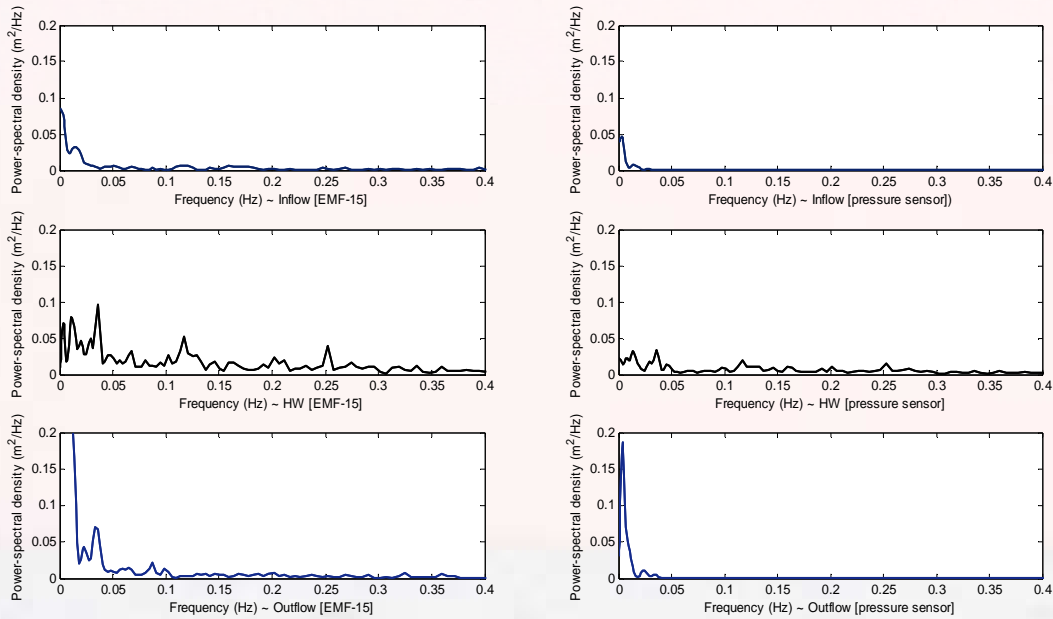 Power-spectral density (m²/Hz)
0.2
0.15
0.1
0.05
0
0 0.05 0.1 0.15 0.2 0.25 0.3 0.35 0.4
Frequency (Hz) ~ Inflow [EMF-15]
Power-spectral density (m²/Hz)
0.2
0.15
0.1
0.05
0
0 0.05 0.1 0.15 0.2 0.25 0.3 0.35 0.4
Frequency (Hz) ~ Inflow [pressure sensor])
Power-spectral density (m²/Hz)
0.2
0.15
0.1
0.05
0
0 0.05 0.1 0.15 0.2 0.25 0.3 0.35 0.4
Frequency (Hz) ~ HW [EMF-15]
Power-spectral density (m²/Hz)
0.2
0.15
0.1
0.05
0
0 0.05 0.1 0.15 0.2 0.25 0.3 0.35 0.4
Frequency (Hz) ~ HW [pressure sensor]
Power-spectral density (m²/Hz)
0.2
0.15
0.1
0.05
0
0 0.05 0.1 0.15 0.2 0.25 0.3 0.35 0.4
Frequency (Hz) ~ Outflow [EMF-15]
Power-spectral density (m²/Hz)
0.2
0.15
0.1
0.05
0
0 0.05 0.1 0.15 0.2 0.25 0.3 0.35 0.4
Frequency (Hz) ~ Outflow [pressure sensor]